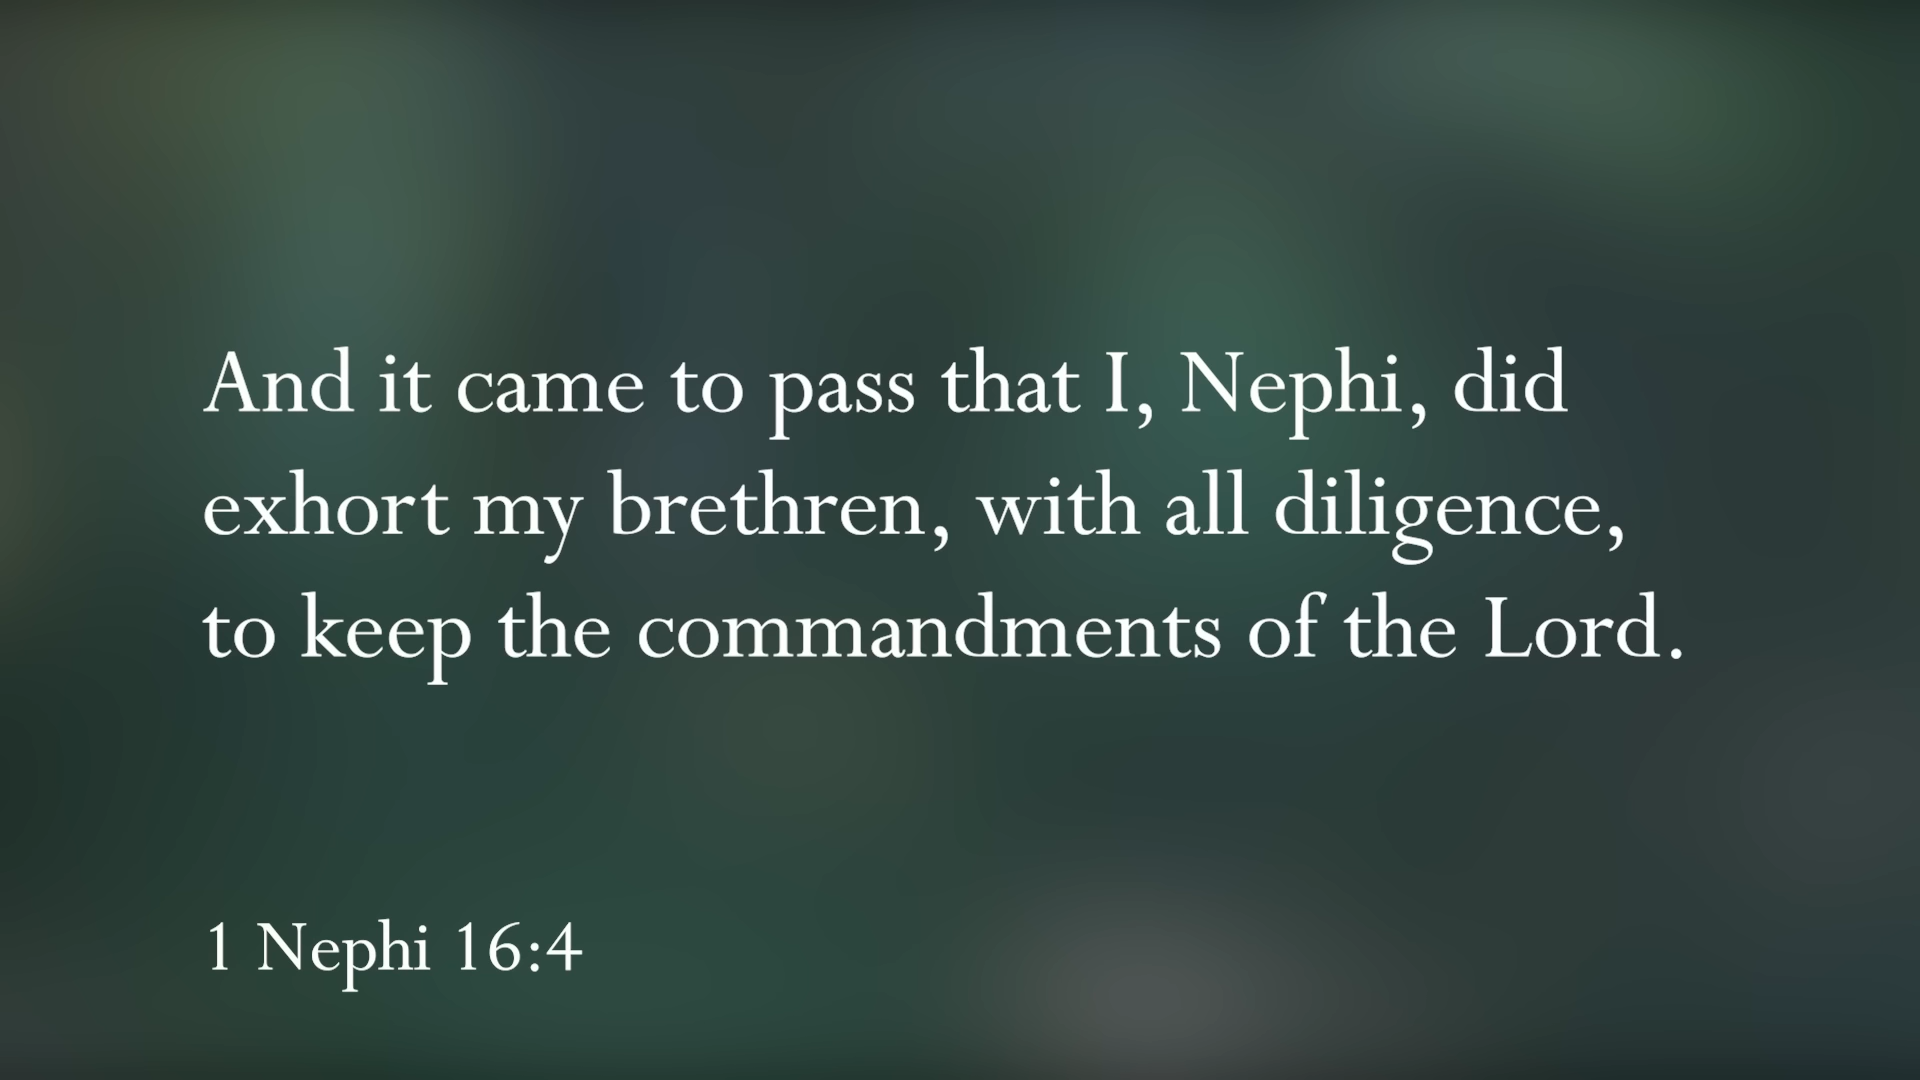 And it came to pass that I, Nephi, did
exhort my brethren, with all diligence,
to keep the commandments of the Lord.
1 Nephi 16:4